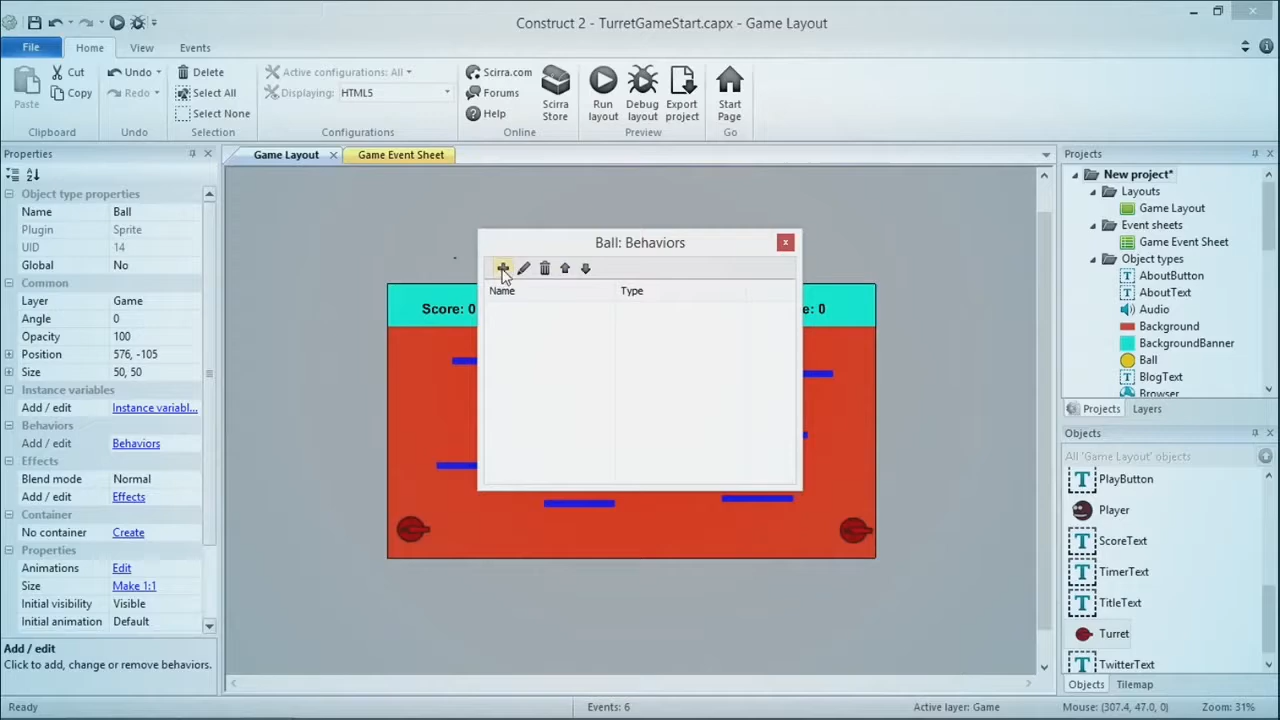 Construct 2 - TurretGameStart.capx - Game Layout
File
Home
View
Events
Paste
Cut
Copy
Clipboard
Undo
Redo
Undo
Delete
Select All
Select None
Selection
Active configurations: All
Displaying: HTML5
Configurations
Scirra.com
Forums
Help
Scirra
Store
Online
Run
layout
Debug
layout
Export
project
Preview
Start
Page
Go
Properties
Object type properties
Name Ball
Plugin Sprite
UID 14
Global No
Common
Layer Game
Angle 0
Opacity 100
Position 576, -105
Size 50, 50
Instance variables
Add / edit Instance variabl...
Behaviors
Add / edit Behaviors
Effects
Blend mode Normal
Add / edit Effects
Container
No container Create
Properties
Animations Edit
Size Make 1:1
Initial visibility Visible
Initial animation Default
Add / edit
Click to add, change or remove behaviors.
Game Layout
Game Event Sheet
Score: 0
e: 0
Ball: Behaviors
Name
Type
Projects
New project*
Layouts
Game Layout
Event sheets
Game Event Sheet
Object types
AboutButton
AboutText
Audio
Background
BackgroundBanner
Ball
BlogText
Browser
Projects
Layers
Objects
All 'Game Layout' objects
PlayButton
Player
ScoreText
TimerText
TitleText
Turret
TwitterText
Objects
Tilemap
Ready
Events: 6
Active layer: Game
Mouse: (307.4, 47.0, 0)
Zoom: 31%